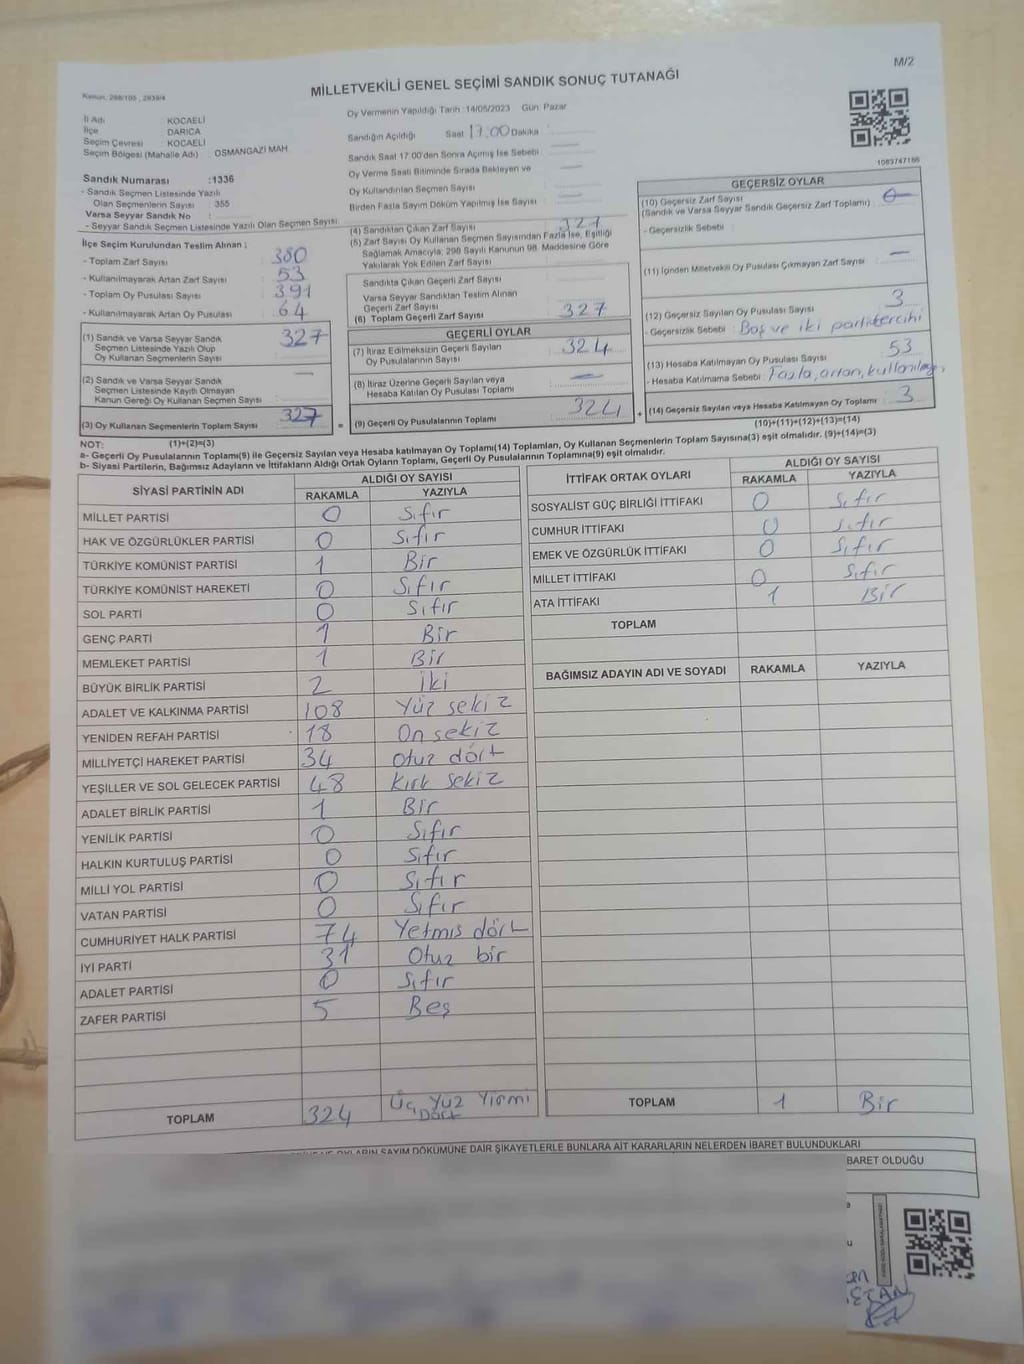 M/2
MİLLETVEKİLİ GENEL SEÇİMİ SANDIK SONUÇ TUTANAĞI
Kanun, 298/105 , 2839/4
İl Adı KOCAELİ
İlçe DARICA
Seçim Çevresi : KOCAELİ
Seçim Bölgesi (Mahalle Adı) : OSMANGAZİ MAH.
Oy Vermenin Yapıldığı Tarih : 14/05/2023 Gün: Pazar
Sandığın Açıldığı Saat 17.00 Dakika
Sandık Saat 17.00'den Sonra Açılmış İse Sebebi
Oy Verme Saati Bitiminde Sırada Bekleyen ve
Oy Kullandırılan Seçmen Sayısı
Birden Fazla Sayım Döküm Yapılmış İse Sayısı
1083747166
Sandık Numarası :1336
- Sandık Seçmen Listesinde Yazılı
Olan Seçmenlerin Sayısı : 355
Varsa Seyyar Sandık No :
- Seyyar Sandık Seçmen Listesinde Yazılı Olan Seçmen Sayısı
İlçe Seçim Kurulundan Teslim Alınan ;
- Toplam Zarf Sayısı : 380
- Kullanılmayarak Artan Zarf Sayısı : 53
- Toplam Oy Pusulası Sayısı : 391
- Kullanılmayarak Artan Oy Pusulası : 64
(1) Sandık ve Varsa Seyyar Sandık
Seçmen Listesinde Yazılı Olup
Oy Kullanan Seçmenlerin Sayısı : 327
(2) Sandık ve Varsa Seyyar Sandık
Seçmen Listesinde Kayıtlı Olmayan
Kanun Gereği Oy Kullanan Seçmen Sayısı : —
(3) Oy Kullanan Seçmenlerin Toplam Sayısı : 327
(4) Sandıktan Çıkan Zarf Sayısı : 327
(5) Zarf Sayısı Oy Kullanan Seçmen Sayısından Fazla İse, Eşitliği
Sağlamak Amacıyla; 298 Sayılı Kanunun 98. Maddesine Göre
Yakılarak Yok Edilen Zarf Sayısı
Sandıkta Çıkan Geçerli Zarf Sayısı
Varsa Seyyar Sandıktan Teslim Alınan
Geçerli Zarf Sayısı
(6) Toplam Geçerli Zarf Sayısı : 327
GEÇERLİ OYLAR
(7) İtiraz Edilmeksizin Geçerli Sayılan
Oy Pusulalarının Sayısı : 324
(8) İtiraz Üzerine Geçerli Sayılan veya
Hesaba Katılan Oy Pusulası Toplamı : —
= (9) Geçerli Oy Pusulalarının Toplamı : 324 +
GEÇERSİZ OYLAR
(10) Geçersiz Zarf Sayısı
(Sandık ve Varsa Seyyar Sandık Geçersiz Zarf Toplamı) :
- Geçersizlik Sebebi :
(11) İçinden Milletvekili Oy Pusulası Çıkmayan Zarf Sayısı : —
(12) Geçersiz Sayılan Oy Pusulası Sayısı : 3
- Geçersizlik Sebebi : Boş ve iki parti tercihi
(13) Hesaba Katılmayan Oy Pusulası Sayısı : 53
- Hesaba Katılmama Sebebi : Fazla, artan,
(14) Geçersiz Sayılan veya Hesaba Katılmayan Oy Toplamı : 3
(10)+(11)+(12)+(13)=(14)
NOT: (1)+(2)=(3)
a- Geçerli Oy Pusulalarının Toplamı(9) ile Geçersiz Sayılan veya Hesaba katılmayan Oy Toplamı(14) Toplamları, Oy Kullanan Seçmenlerin Toplam Sayısına(3) eşit olmalıdır. (9)+(14)=(3)
b- Siyasi Partilerin, Bağımsız Adayların ve İttifakların Aldığı Ortak Oyların Toplamı, Geçerli Oy Pusulalarının Toplamına(9) eşit olmalıdır.
SİYASİ PARTİNİN ADI ALDIĞI OY SAYISI
RAKAMLA YAZIYLA
MİLLET PARTİSİ 0 Sıfır
HAK VE ÖZGÜRLÜKLER PARTİSİ 0 Sıfır
TÜRKİYE KOMÜNİST PARTİSİ 1 Bir
TÜRKİYE KOMÜNİST HAREKETİ 0 Sıfır
SOL PARTİ 0 Sıfır
GENÇ PARTİ 1 Bir
MEMLEKET PARTİSİ 1 Bir
BÜYÜK BİRLİK PARTİSİ 2 İki
ADALET VE KALKINMA PARTİSİ 108 Yüz sekiz
YENİDEN REFAH PARTİSİ 18 On sekiz
MİLLİYETÇİ HAREKET PARTİSİ 34 Otuz dört
YEŞİLLER VE SOL GELECEK PARTİSİ 48 Kırk sekiz
ADALET BİRLİK PARTİSİ 1 Bir
YENİLİK PARTİSİ 0 Sıfır
HALKIN KURTULUŞ PARTİSİ 0 Sıfır
MİLLİ YOL PARTİSİ 0 Sıfır
VATAN PARTİSİ 0 Sıfır
CUMHURİYET HALK PARTİSİ 74 Yetmiş dört
İYİ PARTİ 31 Otuz bir
ADALET PARTİSİ 0 Sıfır
ZAFER PARTİSİ 5 Beş
TOPLAM 324 Üç Yüz Yirmi
Dört
İTTİFAK ORTAK OYLARI ALDIĞI OY SAYISI
RAKAMLA YAZIYLA
SOSYALİST GÜÇ BİRLİĞİ İTTİFAKI 0 Sıfır
CUMHUR İTTİFAKI 0 Sıfır
EMEK VE ÖZGÜRLÜK İTTİFAKI 0 Sıfır
MİLLET İTTİFAKI 0 Sıfır
ATA İTTİFAKI 1 Bir
TOPLAM
BAĞIMSIZ ADAYIN ADI VE SOYADI RAKAMLA YAZIYLA
TOPLAM 1 Bir
OYLARIN SAYIM DÖKÜMÜNE DAİR ŞİKAYETLERLE BUNLARA AİT KARARLARIN NELERDEN İBARET BULUNDUKLARI
BARET OLDUĞU